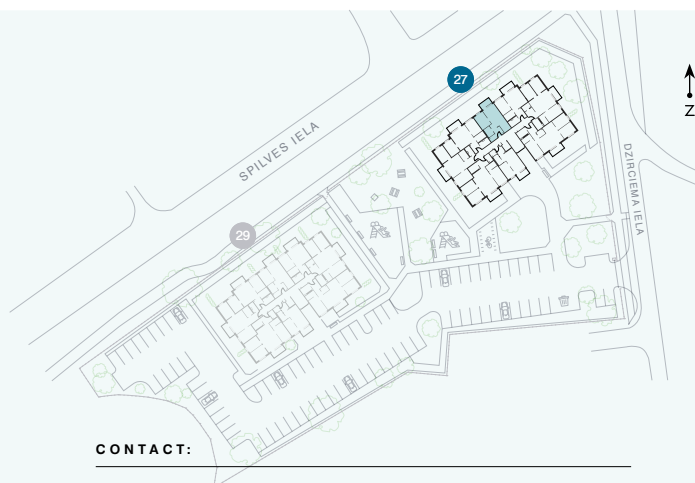 27
Z
SPILVES IELA
DZIRCIEMA IELA
29
CONTACT: